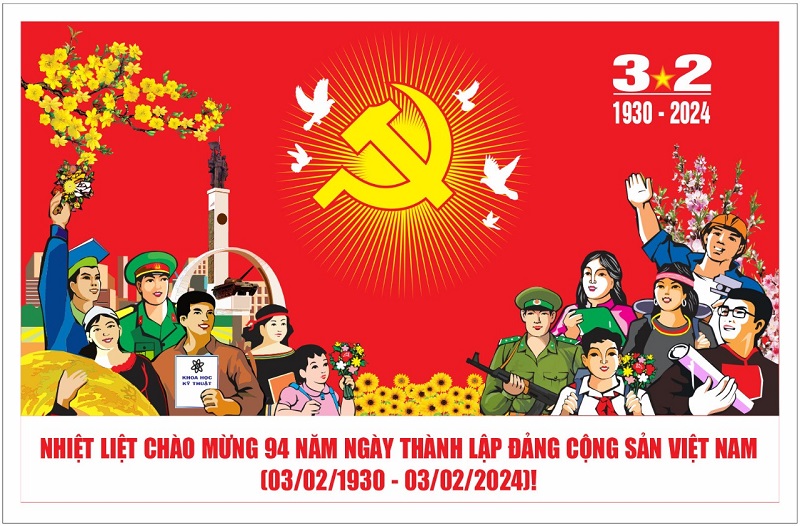 3★2
1930 - 2024
KHOA HỌC
KỸ THUẬT
NHIỆT LIỆT CHÀO MỪNG 94 NĂM NGÀY THÀNH LẬP ĐẢNG CỘNG SẢN VIỆT NAM
(03/02/1930 - 03/02/2024)!